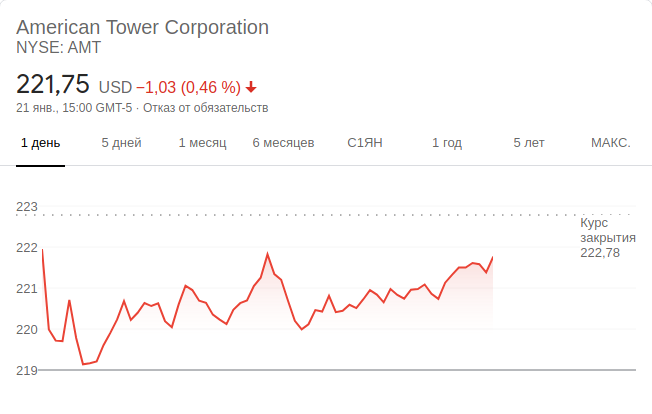 American Tower Corporation
NYSE: AMT
221,75 USD −1,03 (0,46 %)
21 янв., 15:00 GMT-5 · Отказ от обязательств
1 день 5 дней 1 месяц 6 месяцев С1ЯН 1 год 5 лет МАКС.
223
Курс
закрытия
222,78
222
221
220
219